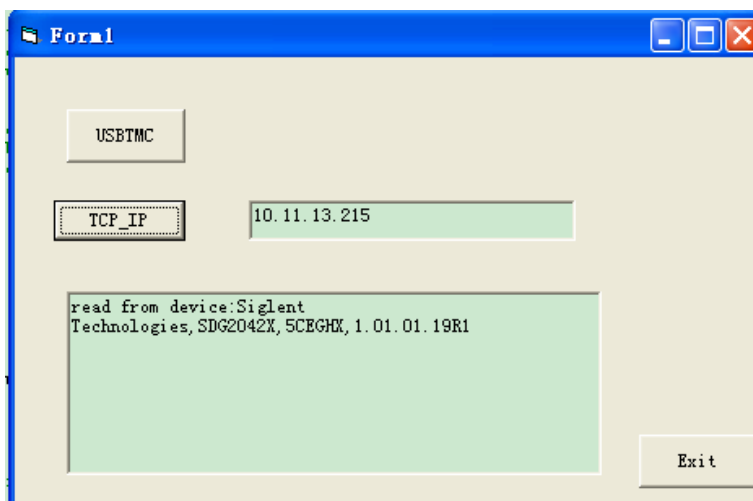 Form1
USBTMC
TCP_IP
10.11.13.215
read from device:Siglent
Technologies,SDG2042X,5CEGHX,1.01.01.19R1
Exit